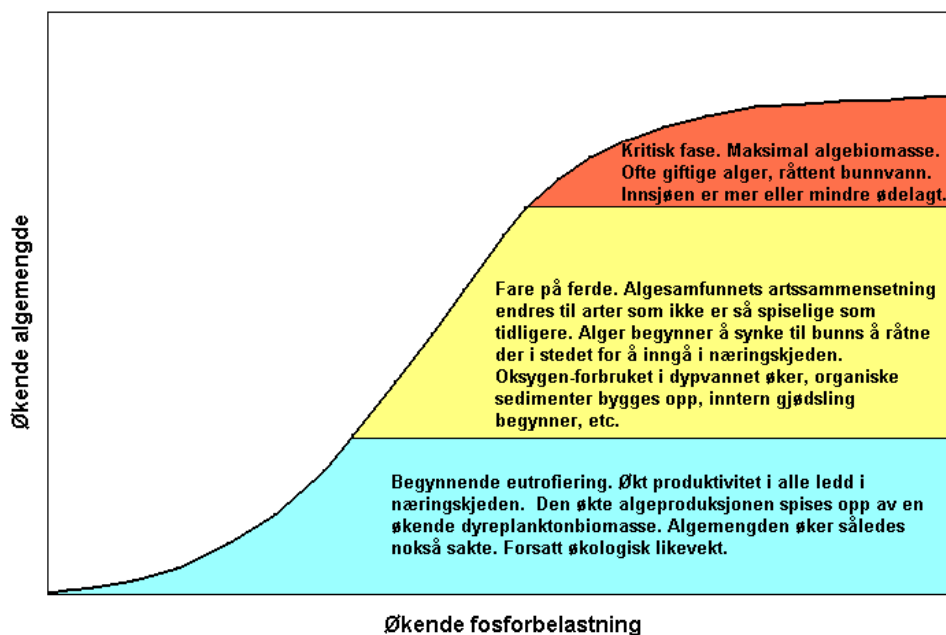 Kritisk fase. Maksimal algebiomasse.
Ofte giftige alger, råttent bunnvann.
Innsjøen er mer eller mindre ødelagt.
Økende algemengde
Fare på ferde. Algesamfunnets artssammensetning
endres til arter som ikke er så spiselige som
tidligere. Alger begynner å synke til bunns å råtne
der i stedet for å inngå i næringskjeden.
Oksygen-forbruket i dypvannet øker, organiske
sedimenter bygges opp, inntern gjødsling
begynner, etc.
Begynnende eutrofiering. Økt produktivitet i alle ledd i
næringskjeden. Den økte algeproduksjonen spises opp av en
økende dyreplanktonbiomasse. Algemengden øker således
nokså sakte. Forsatt økologisk likevekt.
Økende fosforbelastning